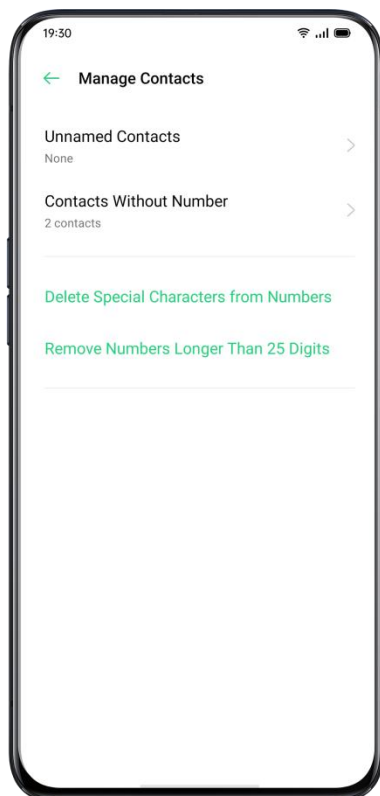 19:30
Manage Contacts
Unnamed Contacts
None
Contacts Without Number
2 contacts
Delete Special Characters from Numbers
Remove Numbers Longer Than 25 Digits